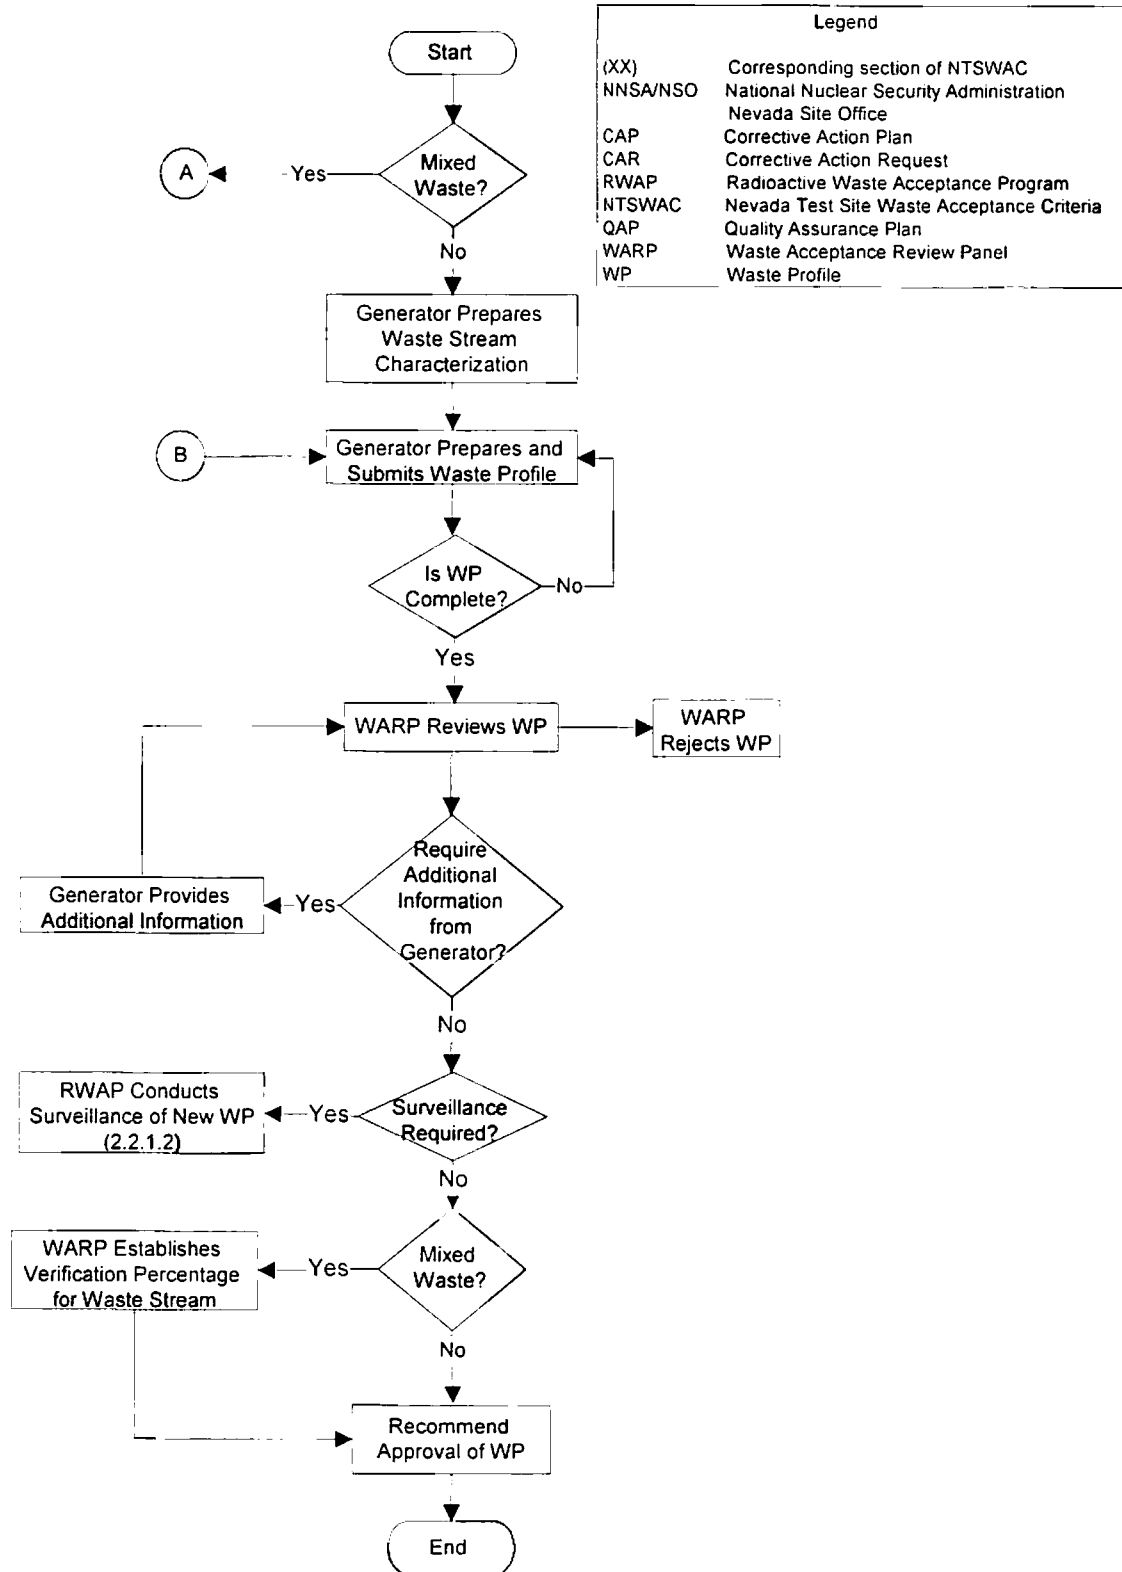 Start
Mixed
Waste?
Yes
A
No
Generator Prepares
Waste Stream
Characterization
B
Generator Prepares and
Submits Waste Profile
Is WP
Complete?
No
Yes
WARP Reviews WP
WARP
Rejects WP
Require
Additional
Information
from
Generator?
Yes
Generator Provides
Additional Information
No
Surveillance
Required?
Yes
RWAP Conducts
Surveillance of New WP
(2.2.1.2)
No
Mixed
Waste?
Yes
WARP Establishes
Verification Percentage
for Waste Stream
No
Recommend
Approval of WP
End
Legend
(XX) Corresponding section of NTSWAC
NNSA/NSO National Nuclear Security Administration
Nevada Site Office
CAP Corrective Action Plan
CAR Corrective Action Request
RWAP Radioactive Waste Acceptance Program
NTSWAC Nevada Test Site Waste Acceptance Criteria
QAP Quality Assurance Plan
WARP Waste Acceptance Review Panel
WP Waste Profile